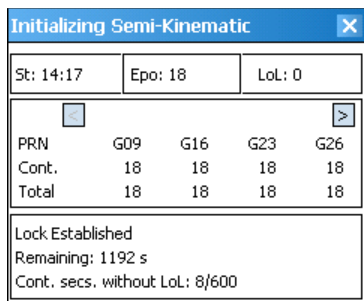 Initializing Semi-Kinematic
St: 14:17 Epo: 18 LoL: 0
< >
PRN G09 G16 G23 G26
Cont. 18 18 18 18
Total 18 18 18 18
Lock Established
Remaining: 1192 s
Cont. secs. without LoL: 8/600